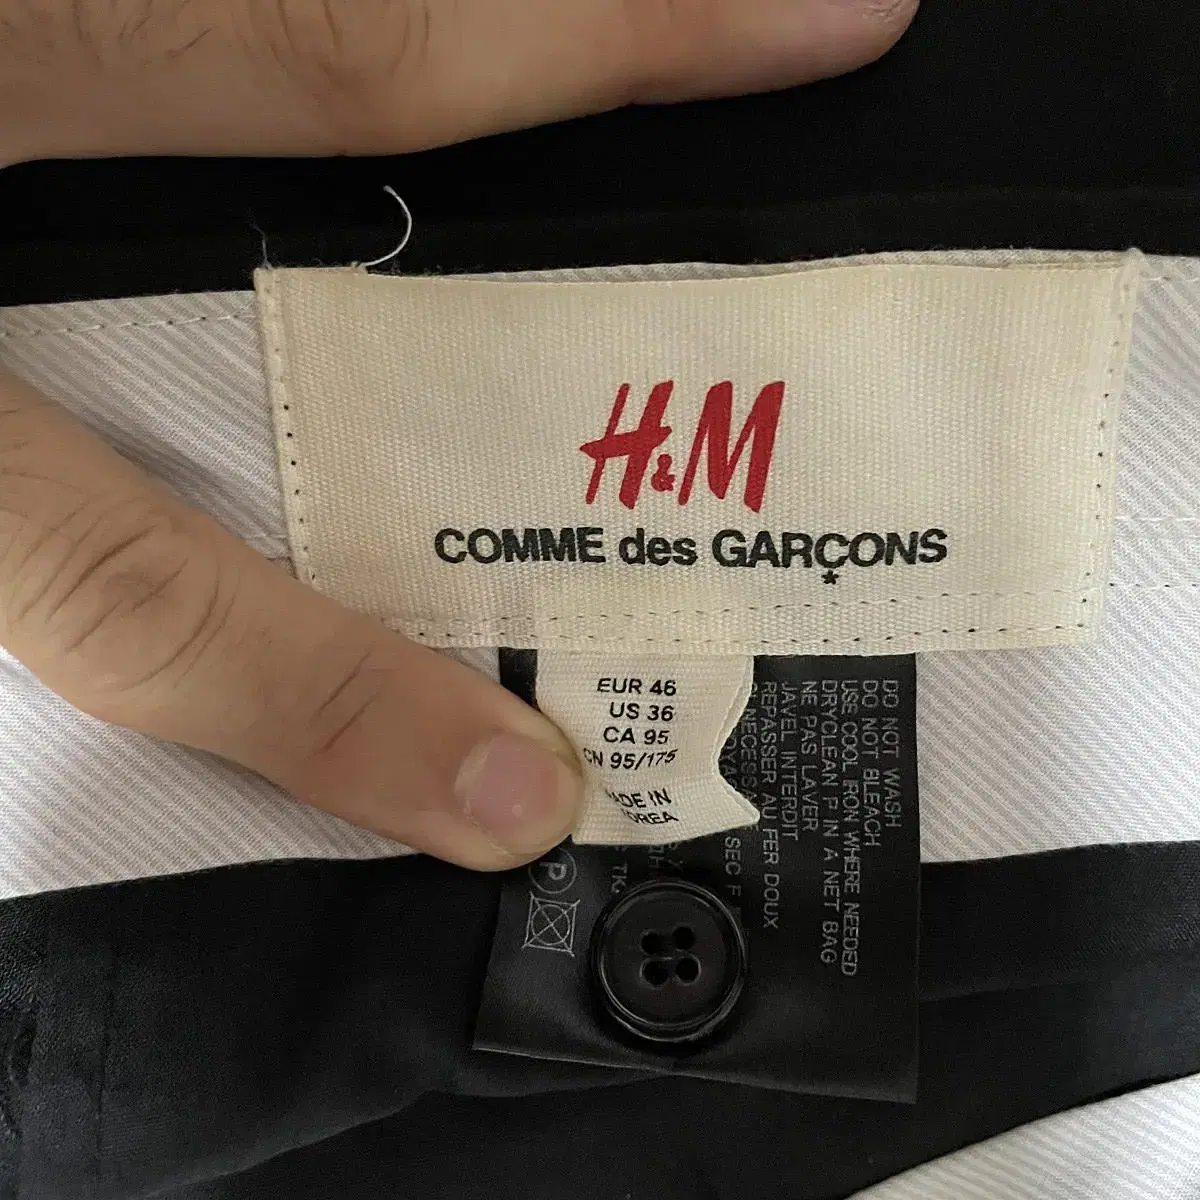 H&M
COMME des GARÇONS
*
EUR 46
US 36
CA 95
CN 95/175
MADE IN
KOREA
DO NOT WASH
DO NOT BLEACH
USE COOL IRON WHERE NEEDED
DRYCLEAN P IN A NET BAG
NE PAS LAVER
JAVEL INTERDIT
REPASSER AU FER DOUX
SEC
P